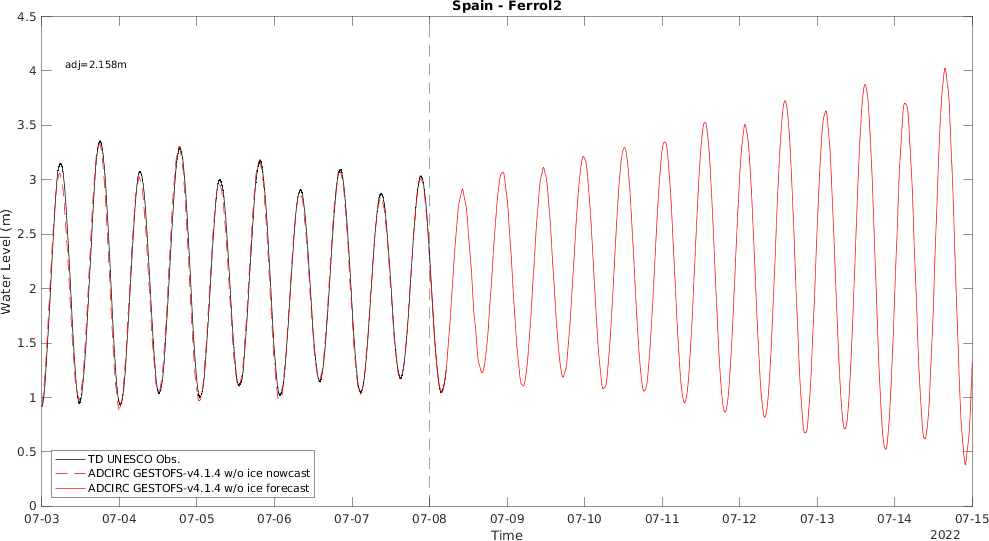 Spain - Ferrol2
adj=2.158m
Water Level (m)
4.5
4
3.5
3
2.5
2
1.5
1
0.5
0
TD UNESCO Obs.
ADCIRC GESTOFS-v4.1.4 w/o ice nowcast
ADCIRC GESTOFS-v4.1.4 w/o ice forecast
07-03 07-04 07-05 07-06 07-07 07-08 07-09 07-10 07-11 07-12 07-13 07-14 07-15
Time
2022